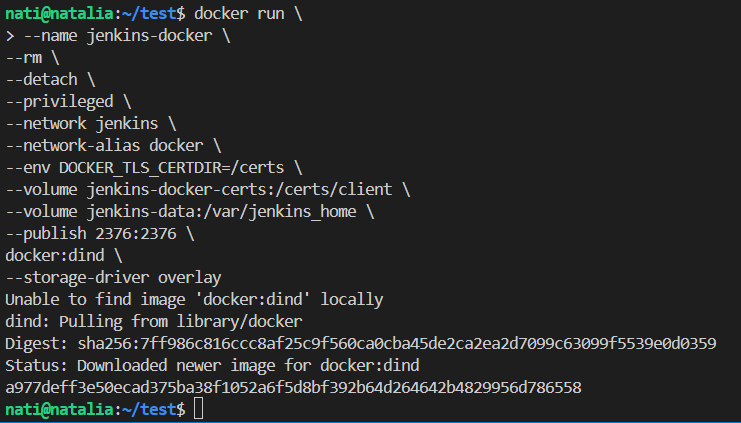 nati@natalia:~/test$ docker run \
> --name jenkins-docker \
--rm \
--detach \
--privileged \
--network jenkins \
--network-alias docker \
--env DOCKER_TLS_CERTDIR=/certs \
--volume jenkins-docker-certs:/certs/client \
--volume jenkins-data:/var/jenkins_home \
--publish 2376:2376 \
docker:dind \
--storage-driver overlay
Unable to find image 'docker:dind' locally
dind: Pulling from library/docker
Digest: sha256:7ff986c816ccc8af25c9f560ca0cba45de2ca2ea2d7099c63099f5539e0d0359
Status: Downloaded newer image for docker:dind
a977deff3e50ecad375ba38f1052a6f5d8bf392b64d264642b4829956d786558
nati@natalia:~/test$